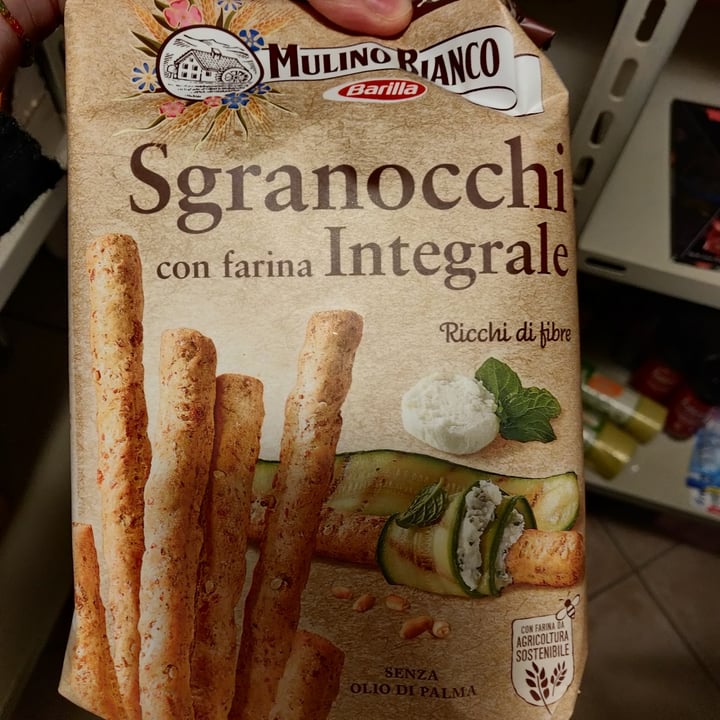 MULINO BIANCO
Barilla
Sgranocchi
con farina Integrale
Ricchi di fibre
CON FARINA DA
AGRICOLTURA
SOSTENIBILE
SENZA
OLIO DI PALMA